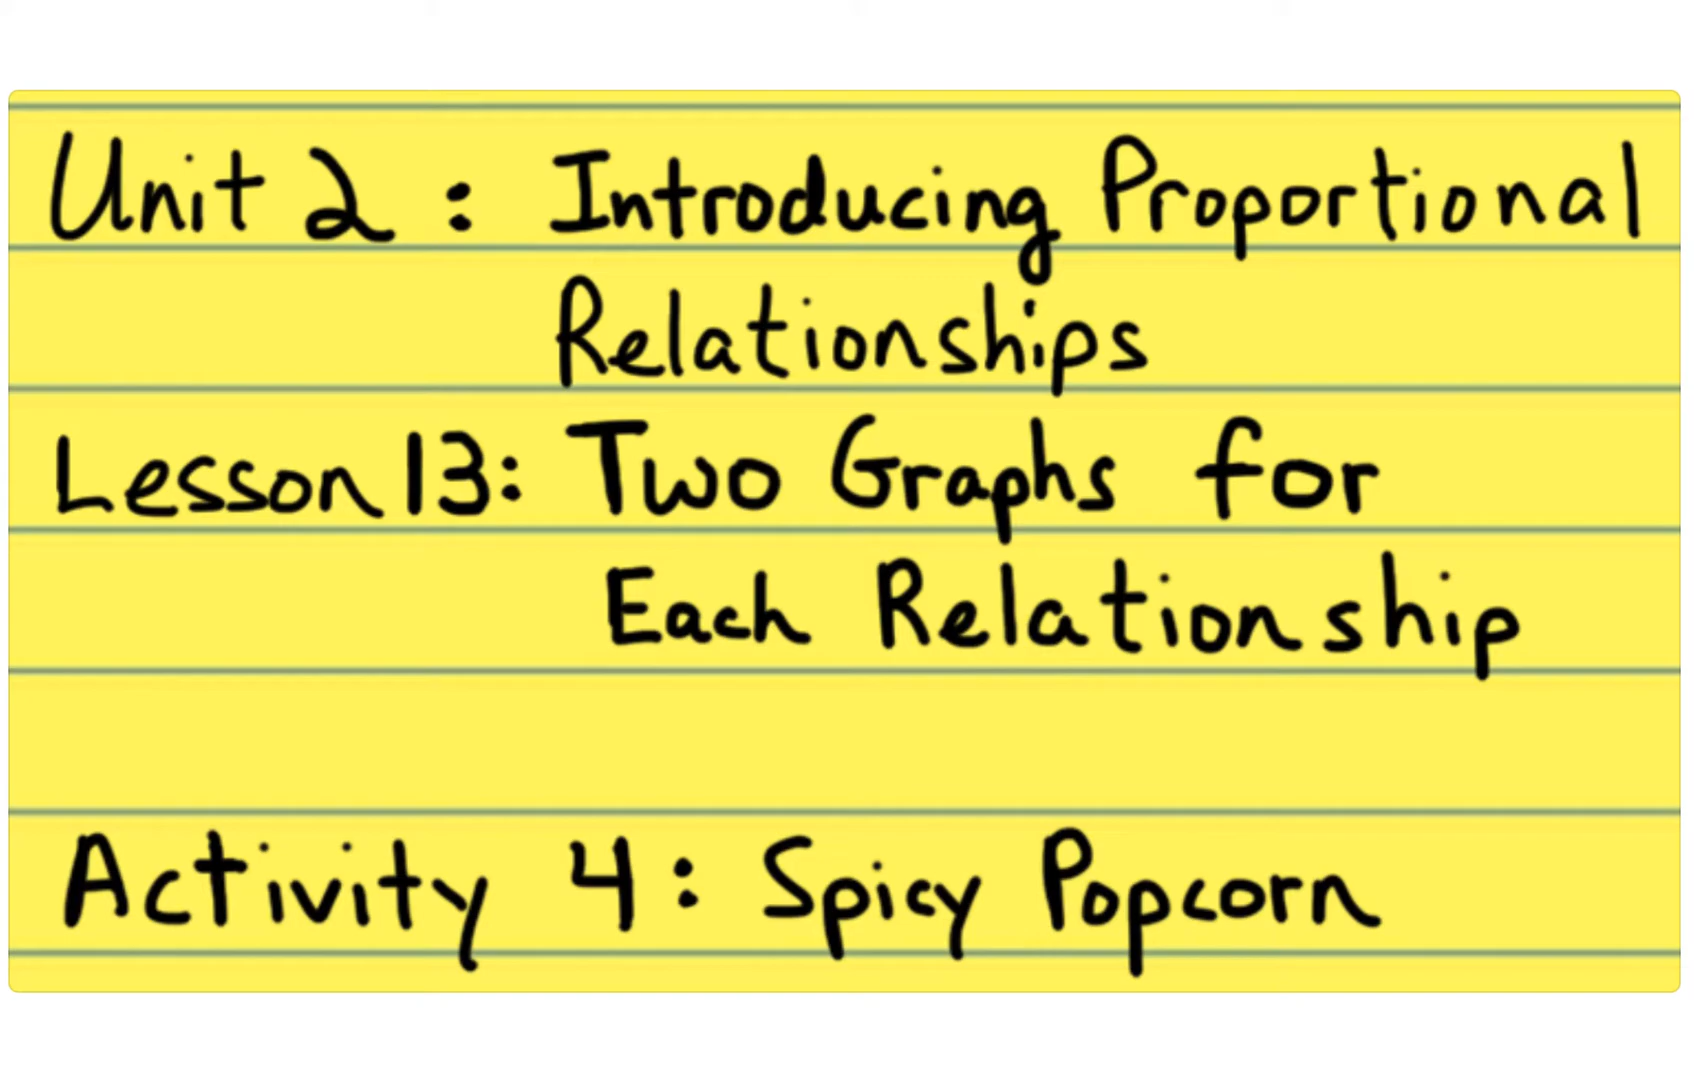 Unit 2: Introducing Proportional
Relationships
Lesson 13: Two Graphs for
Each Relationship
Activity 4: Spicy Popcorn